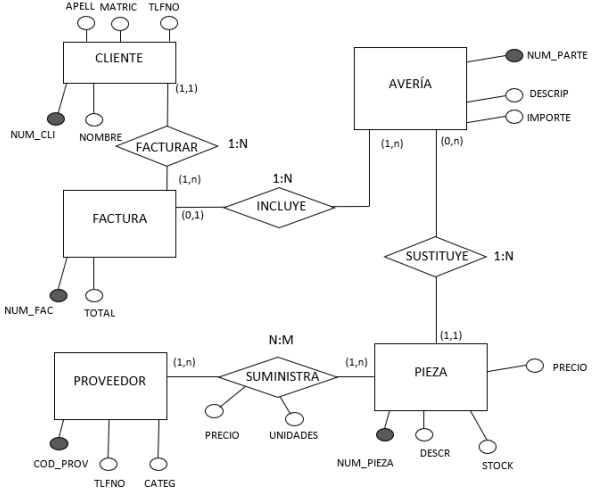 APELL MATRIC TLFNO
CLIENTE
(1,1)
NUM_CLI
NOMBRE
FACTURAR
1:N
(1,n)
FACTURA
(0,1)
NUM_FAC
TOTAL
1:N
INCLUYE
AVERÍA
NUM_PARTE
DESCRIP
IMPORTE
(1,n)
(0,n)
SUSTITUYE
1:N
(1,1)
PIEZA
PRECIO
NUM_PIEZA
DESCR
STOCK
(1,n)
N:M
SUMINISTRA
PRECIO
UNIDADES
(1,n)
PROVEEDOR
COD_PROV
TLFNO
CATEG